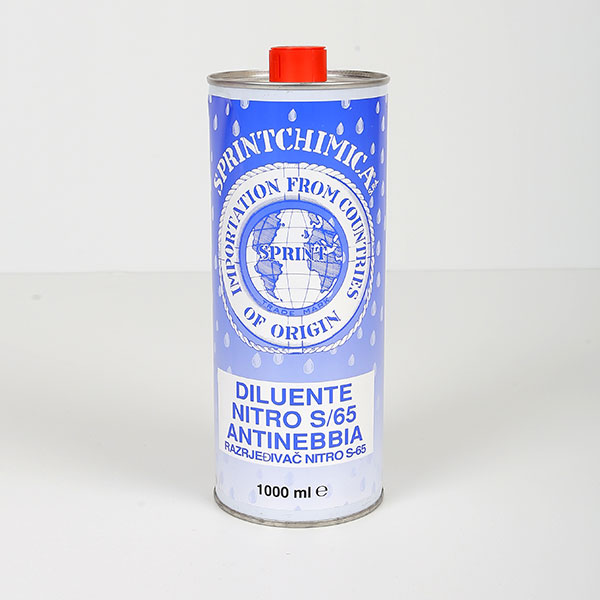 SPRINTCHIMICA
IMPORTATION FROM COUNTRIES
OF ORIGIN
SPRINT
TRADE MARK
DILUENTE
NITRO S/65
ANTINEBBIA
RAZRJEĐIVAČ NITRO S-65
1000 ml ℮